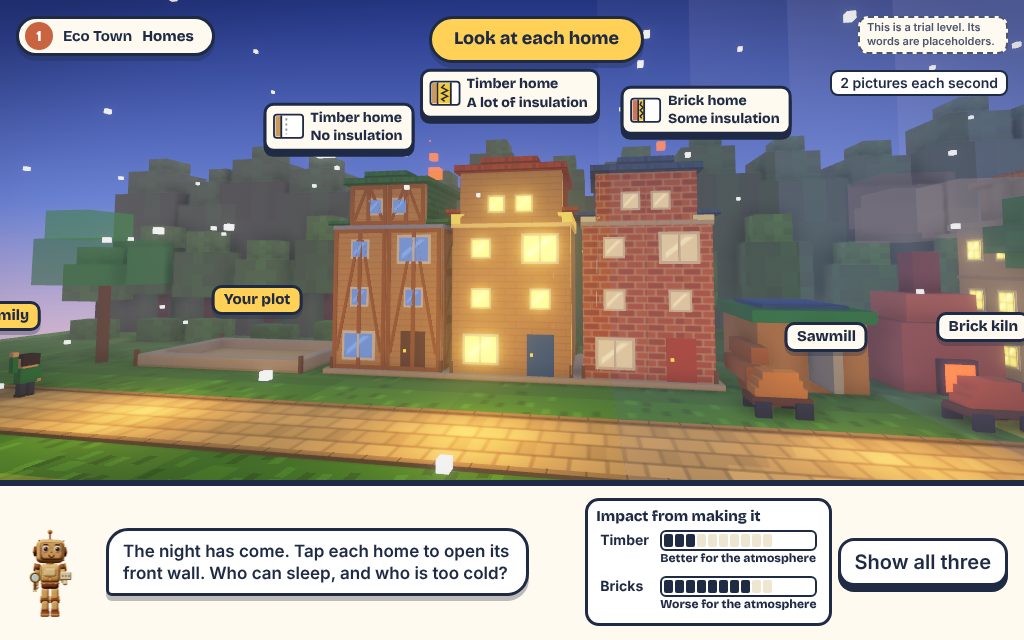 1 Eco Town Homes
Look at each home
This is a trial level. Its
words are placeholders.
2 pictures each second
Timber home
No insulation
Timber home
A lot of insulation
Brick home
Some insulation
mily
Your plot
Sawmill
Brick kiln
The night has come. Tap each home to open its
front wall. Who can sleep, and who is too cold?
Impact from making it
Timber
Better for the atmosphere
Bricks
Worse for the atmosphere
Show all three